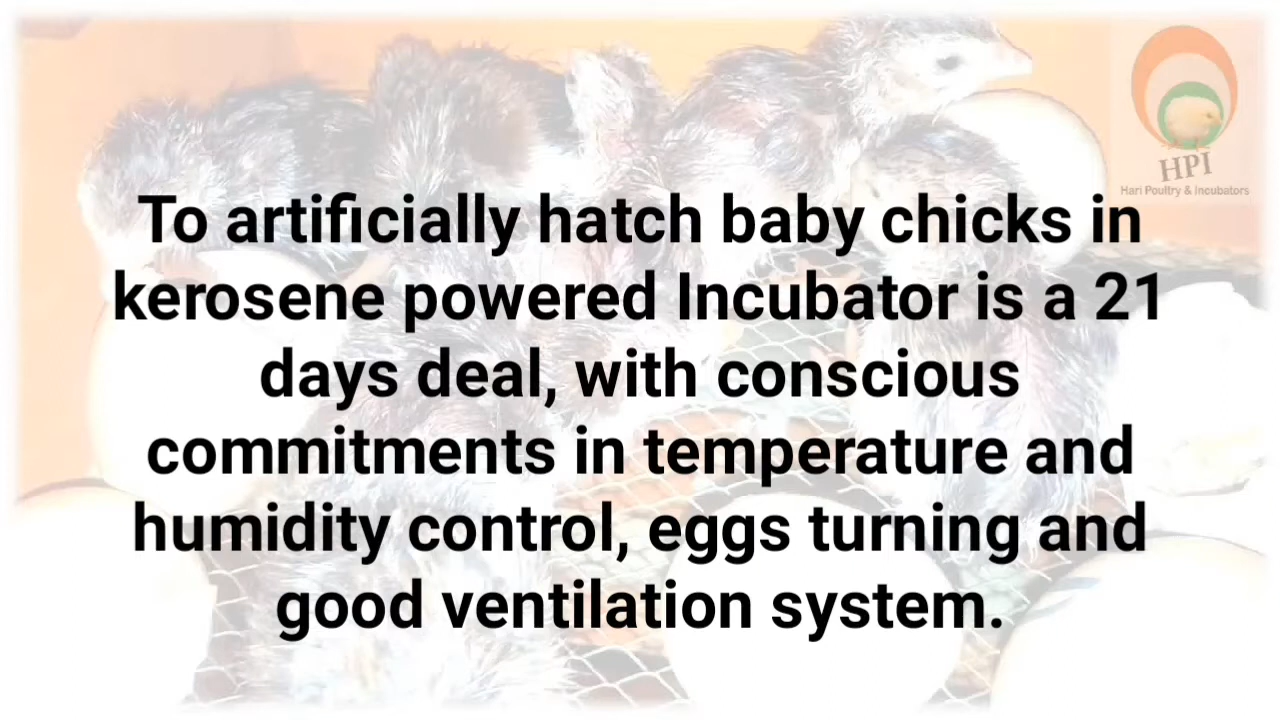 HPI
Hari Poultry & Incubators
To artificially hatch baby chicks in
kerosene powered Incubator is a 21
days deal, with conscious
commitments in temperature and
humidity control, eggs turning and
good ventilation system.